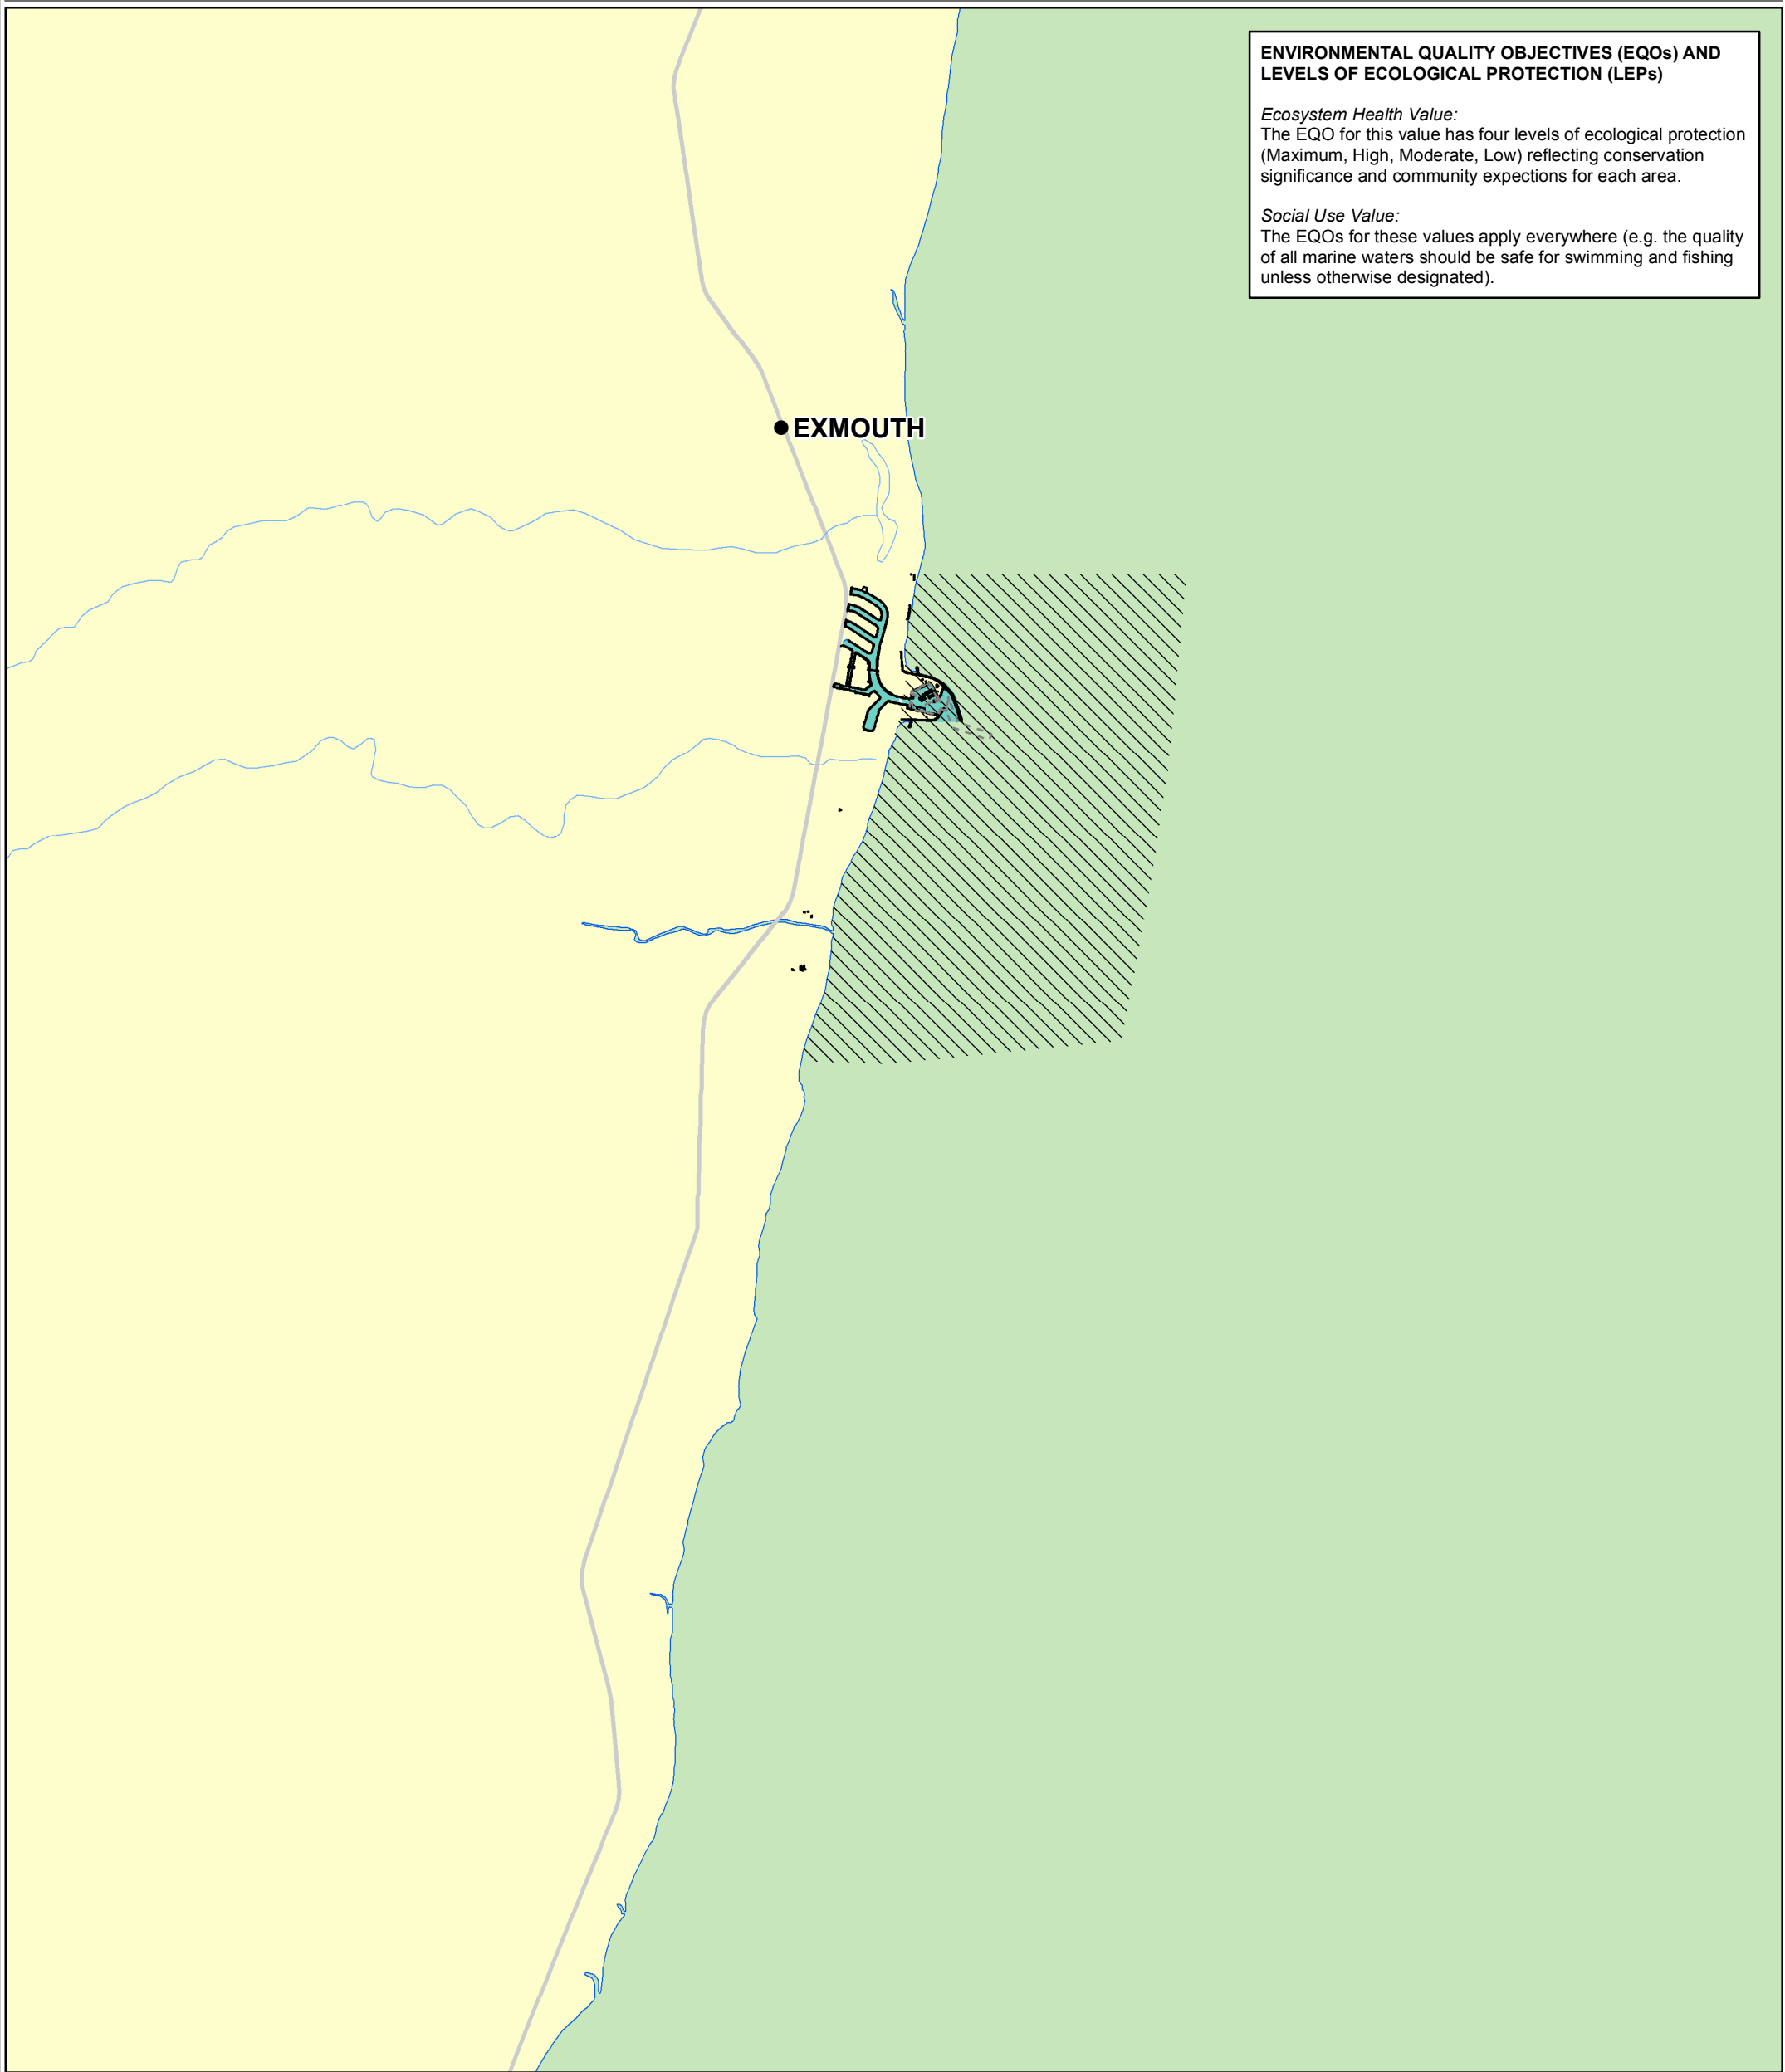 ENVIRONMENTAL QUALITY OBJECTIVES (EQOs) AND
LEVELS OF ECOLOGICAL PROTECTION (LEPs)
Ecosystem Health Value:
The EQO for this value has four levels of ecological protection
(Maximum, High, Moderate, Low) reflecting conservation
significance and community expections for each area.
Social Use Value:
The EQOs for these values apply everywhere (e.g. the quality
of all marine waters should be safe for swimming and fishing
unless otherwise designated).
EXMOUTH